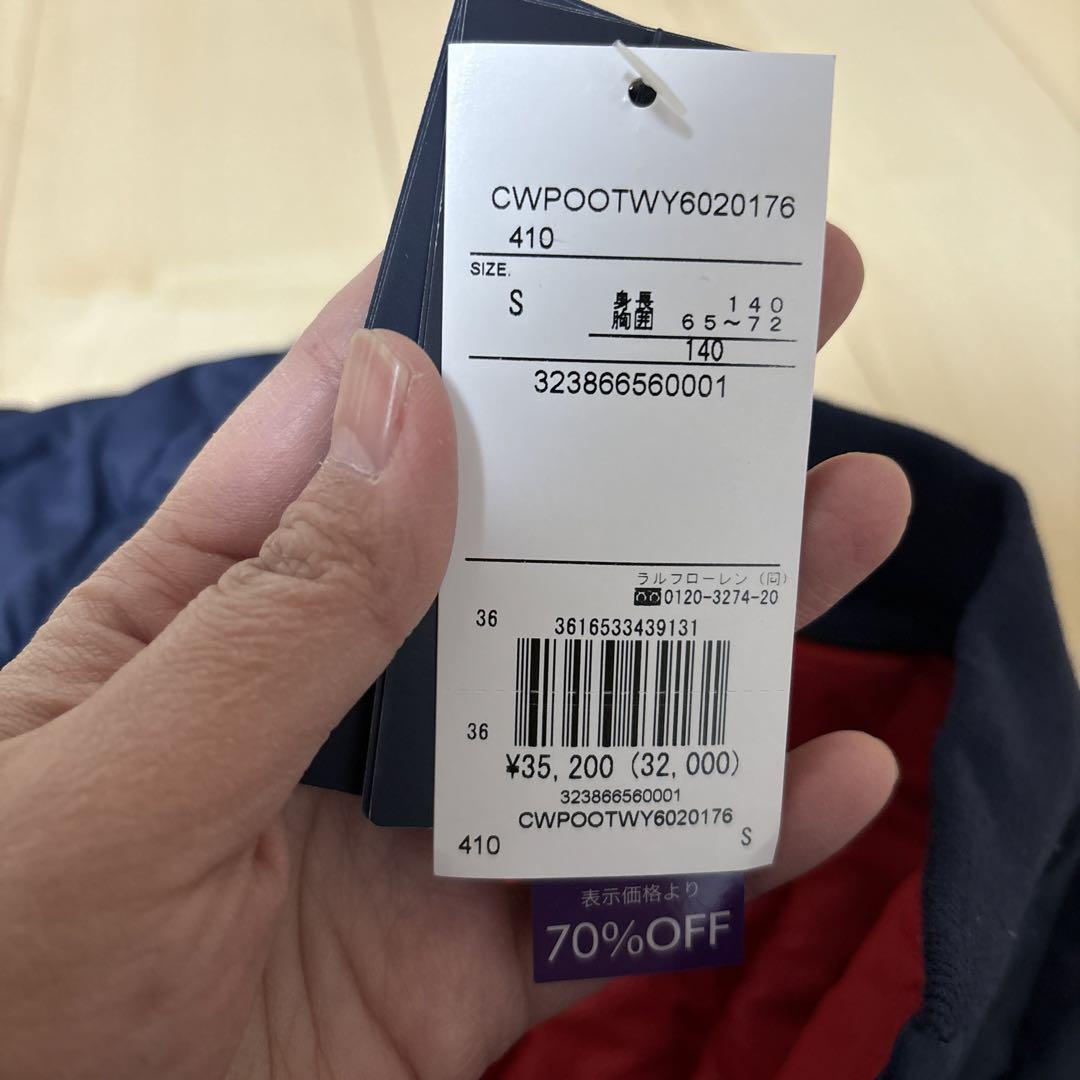 CWPOOTWY6020176
410
SIZE.
S 身長 140
胸囲 65~72
140
323866560001
ラルフローレン (同)
0120-3274-20
36 3616533439131
36
¥35,200 (32,000)
323866560001
CWPOOTWY6020176
410 S
表示価格より
70%OFF